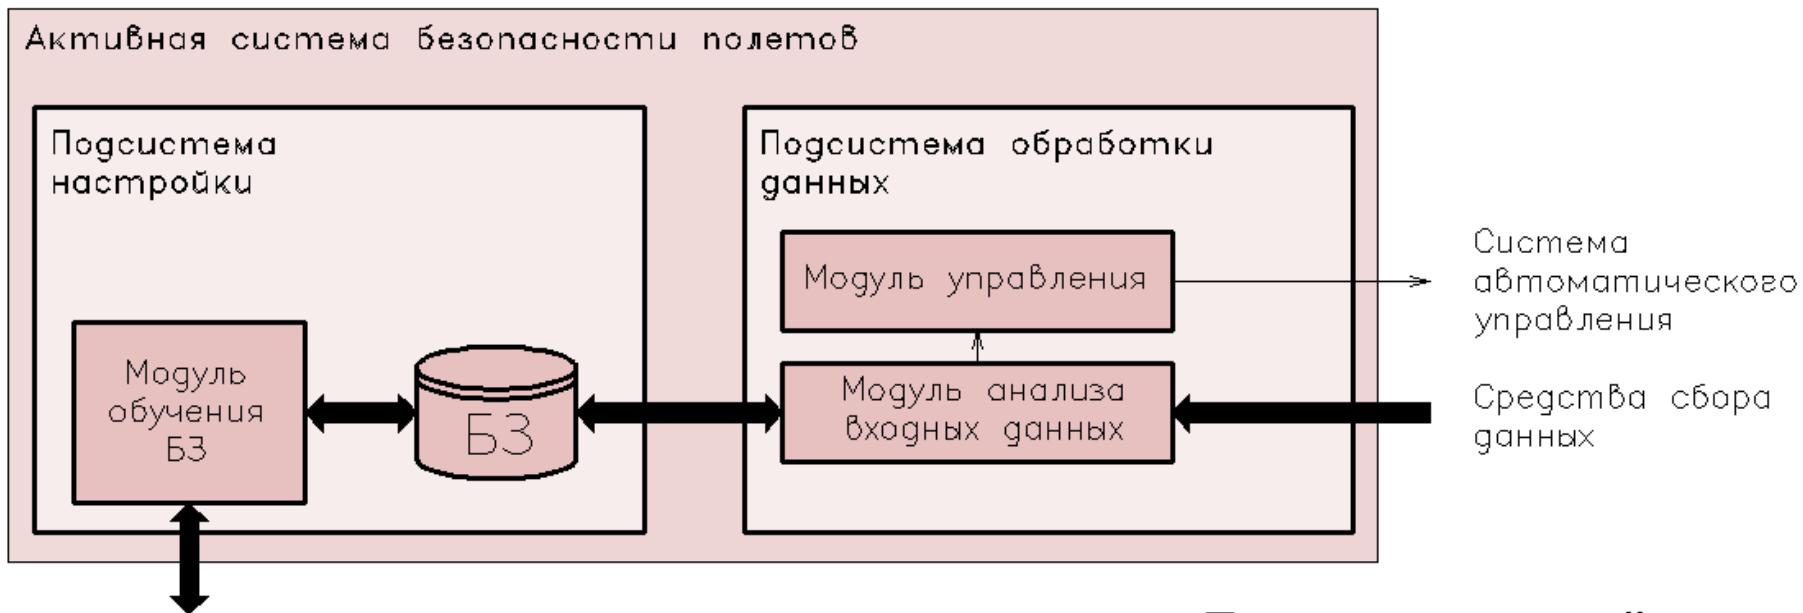 Активная система безопасности полетов
Подсистема
настройки
Модуль
обучения
БЗ
БЗ
Подсистема обработки
данных
Модуль управления
Модуль анализа
входных данных
Система
автоматического
управления
Средства сбора
данных